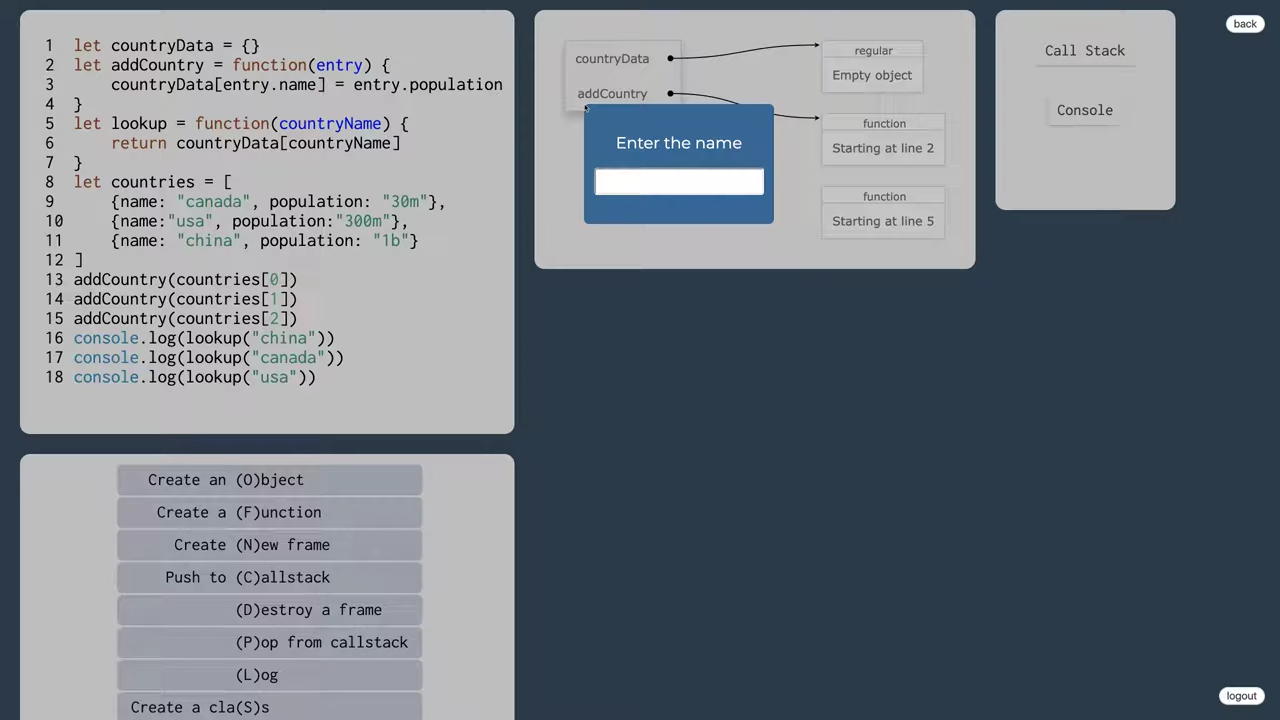 1 let countryData = {}
2 let addCountry = function(entry) {
3 countryData[entry.name] = entry.population
4 }
5 let lookup = function(countryName) {
6 return countryData[countryName]
7 }
8 let countries = [
9 {name: "canada", population: "30m"},
10 {name:"usa", population:"300m"},
11 {name: "china", population: "1b"}
12 ]
13 addCountry(countries[0])
14 addCountry(countries[1])
15 addCountry(countries[2])
16 console.log(lookup("china"))
17 console.log(lookup("canada"))
18 console.log(lookup("usa"))
Create an (O)bject
Create a (F)unction
Create (N)ew frame
Push to (C)allstack
(D)estroy a frame
(P)op from callstack
(L)og
Create a cla(S)s
countryData
addCountry
Enter the name
regular
Empty object
function
Starting at line 2
function
Starting at line 5
Call Stack
Console
back
logout